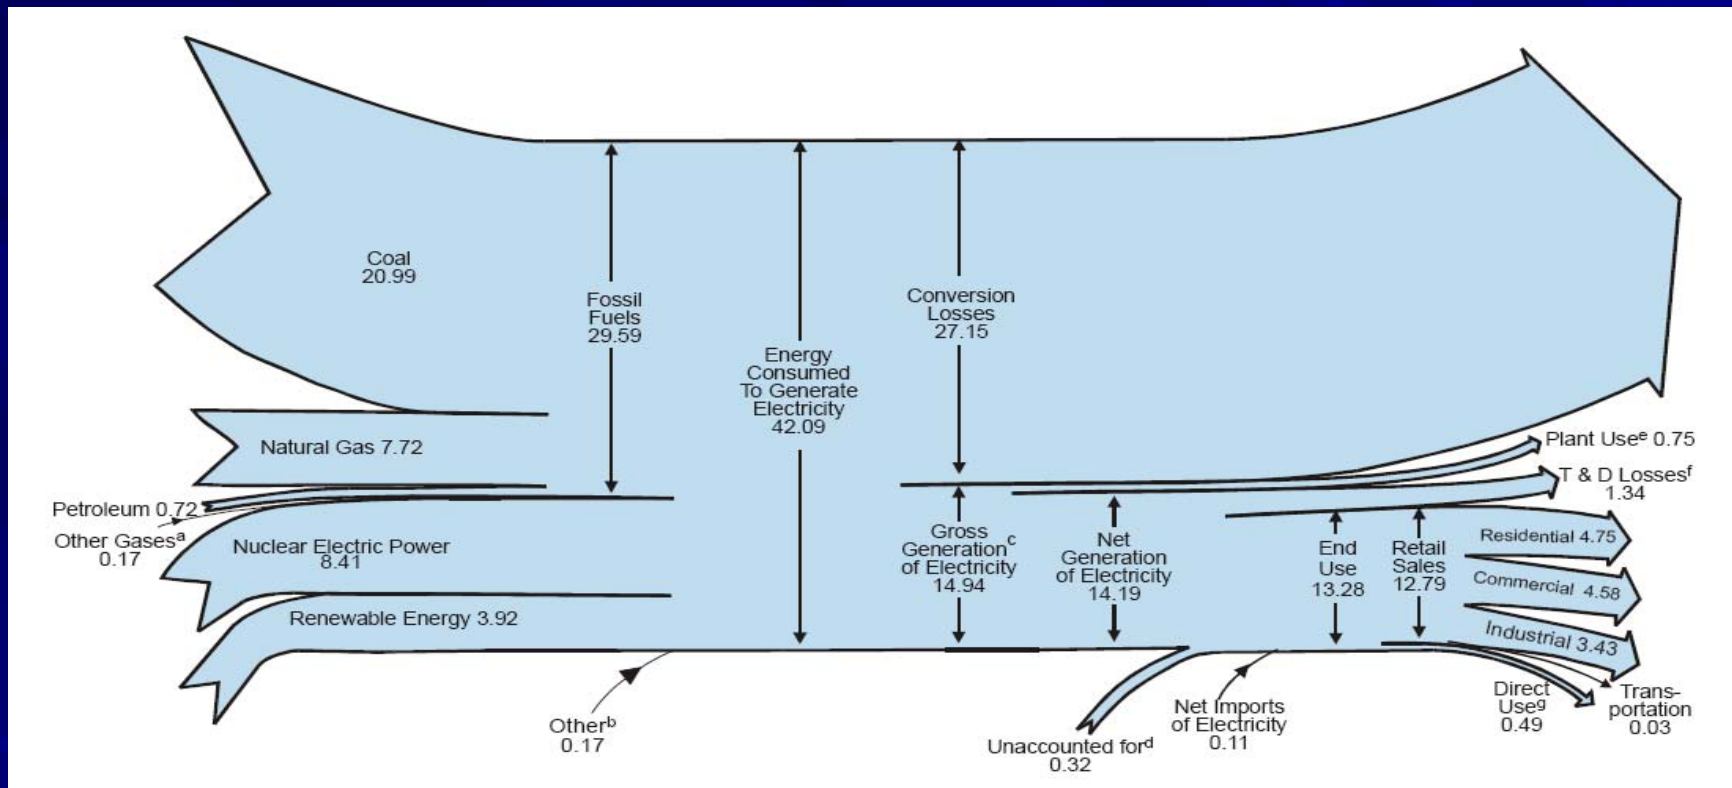 Coal
20.99
Natural Gas 7.72
Petroleum 0.72
Other Gasesᵃ
0.17
Nuclear Electric Power
8.41
Renewable Energy 3.92
Fossil
Fuels
29.59
Otherᵇ
0.17
Energy
Consumed
To Generate
Electricity
42.09
Conversion
Losses
27.15
Gross
Generationᶜ
of Electricity
14.94
Net
Generation
of Electricity
14.19
Unaccounted forᵈ
0.32
Net Imports
of Electricity
0.11
End
Use
13.28
Retail
Sales
12.79
Plant Useᵉ 0.75
T & D Lossesᶠ
1.34
Residential 4.75
Commercial 4.58
Industrial 3.43
Direct
Useᵍ
0.49
Trans-
portation
0.03